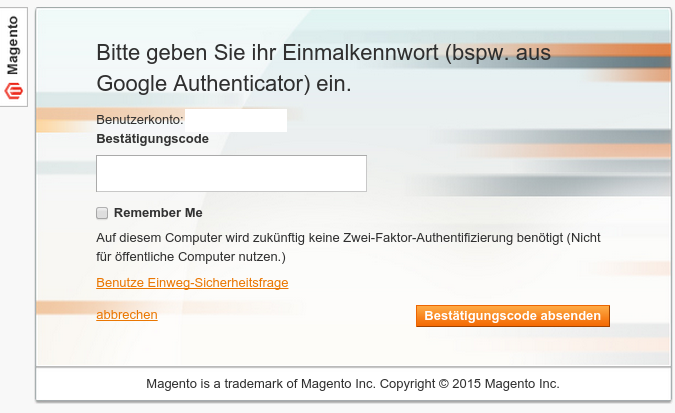 Magento
Bitte geben Sie ihr Einmalkennwort (bspw. aus
Google Authenticator) ein.
Benutzerkonto:
Bestätigungscode
Remember Me
Auf diesem Computer wird zukünftig keine Zwei-Faktor-Authentifizierung benötigt (Nicht
für öffentliche Computer nutzen.)
Benutze Einweg-Sicherheitsfrage
abbrechen
Bestätigungscode absenden
Magento is a trademark of Magento Inc. Copyright © 2015 Magento Inc.